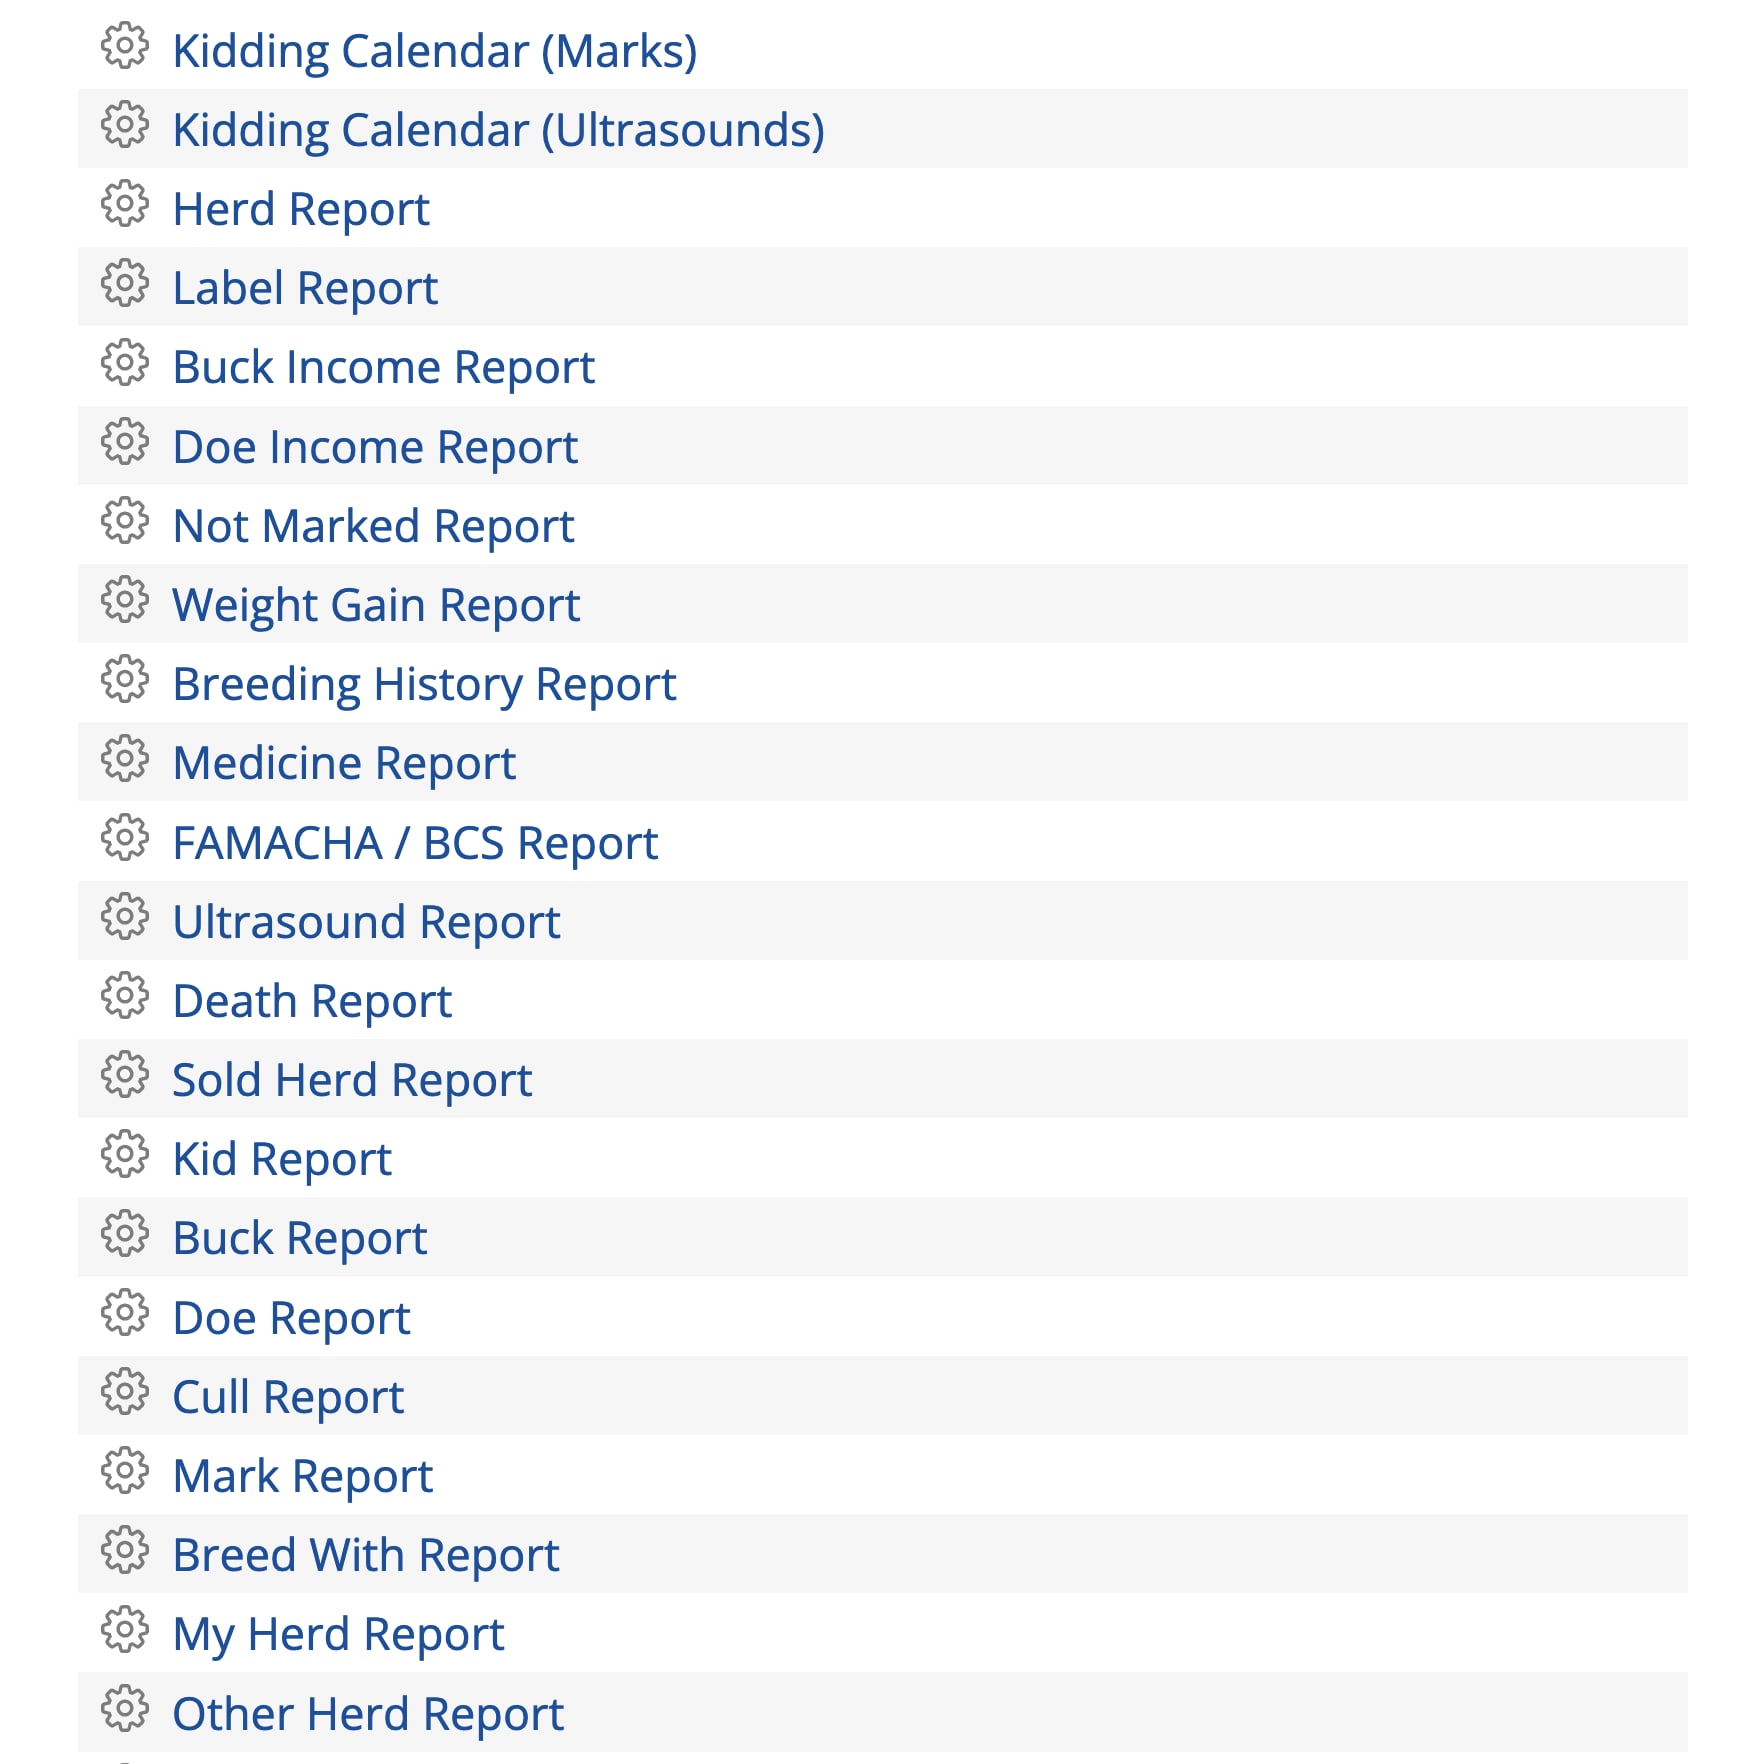 Kidding Calendar (Marks)
Kidding Calendar (Ultrasounds)
Herd Report
Label Report
Buck Income Report
Doe Income Report
Not Marked Report
Weight Gain Report
Breeding History Report
Medicine Report
FAMACHA / BCS Report
Ultrasound Report
Death Report
Sold Herd Report
Kid Report
Buck Report
Doe Report
Cull Report
Mark Report
Breed With Report
My Herd Report
Other Herd Report